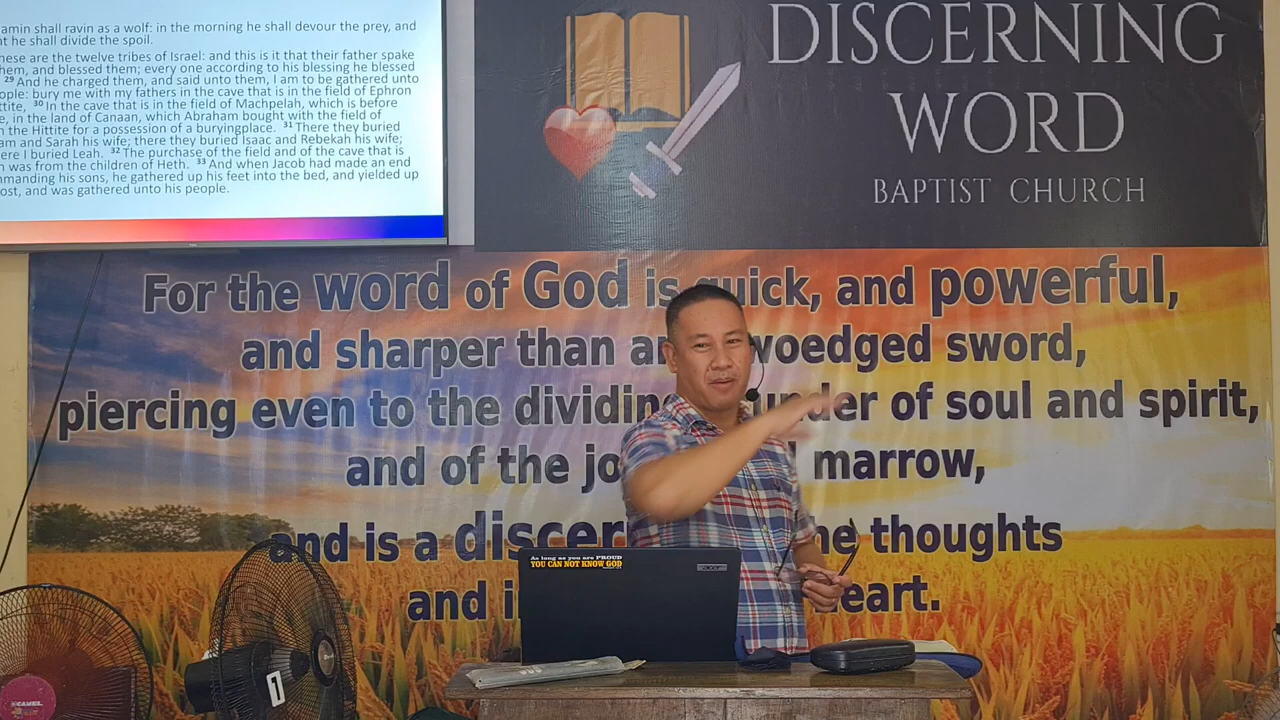 amin shall ravin as a wolf: in the morning he shall devour the prey, and
t he shall divide the spoil.
hese are the twelve tribes of Israel: and this is it that their father spake
hem, and blessed them; every one according to his blessing he blessed
29 And he charged them, and said unto them, I am to be gathered unto
ople: bury me with my fathers in the cave that is in the field of Ephron
ttite, 30 In the cave that is in the field of Machpelah, which is before
e, in the land of Canaan, which Abraham bought with the field of
n the Hittite for a possession of a buryingplace. 31 There they buried
am and Sarah his wife; there they buried Isaac and Rebekah his wife;
ere I buried Leah. 32 The purchase of the field and of the cave that is
n was from the children of Heth. 33 And when Jacob had made an end
mmanding his sons, he gathered up his feet into the bed, and yielded up
ost, and was gathered unto his people.
DISCERNING
WORD
BAPTIST CHURCH
For the word of God is quick, and powerful,
and sharper than an woedged sword,
piercing even to the dividin under of soul and spirit,
and of the jo marrow,
and is a discer he thoughts
and i eart.
As long as you are PROUD
YOU CAN NOT KNOW GOD
1
CAMEL